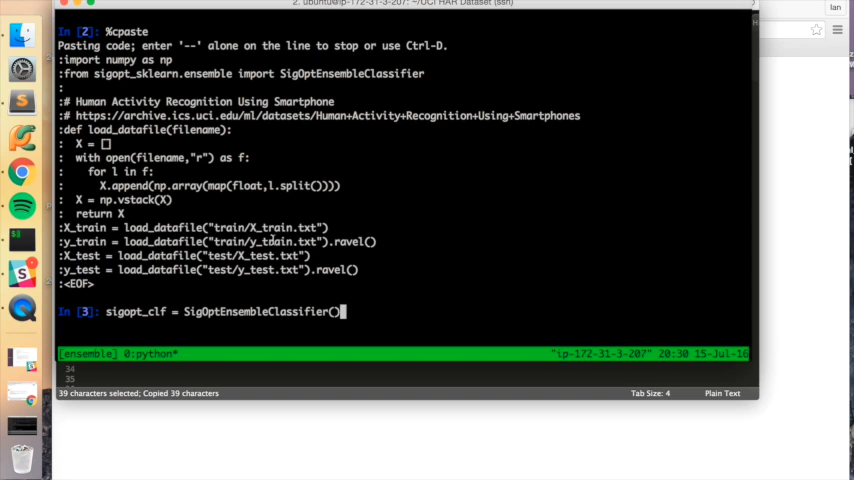 2. ubuntu@ip-172-31-3-207: ~/UCI HAR Dataset (ssh)
Ian
In [2]: %cpaste
Pasting code; enter '--' alone on the line to stop or use Ctrl-D.
:import numpy as np
:from sigopt_sklearn.ensemble import SigOptEnsembleClassifier
:
:# Human Activity Recognition Using Smartphone
:# https://archive.ics.uci.edu/ml/datasets/Human+Activity+Recognition+Using+Smartphones
:def load_datafile(filename):
:  X = []
:  with open(filename,"r") as f:
:    for l in f:
:      X.append(np.array(map(float,l.split())))
:  X = np.vstack(X)
:  return X
:X_train = load_datafile("train/X_train.txt")
:y_train = load_datafile("train/y_train.txt").ravel()
:X_test = load_datafile("test/X_test.txt")
:y_test = load_datafile("test/y_test.txt").ravel()
:<EOF>
In [3]: sigopt_clf = SigOptEnsembleClassifier()
[ensemble] 0:python* "ip-172-31-3-207" 20:30 15-Jul-16
34
35
39 characters selected; Copied 39 characters Tab Size: 4 Plain Text